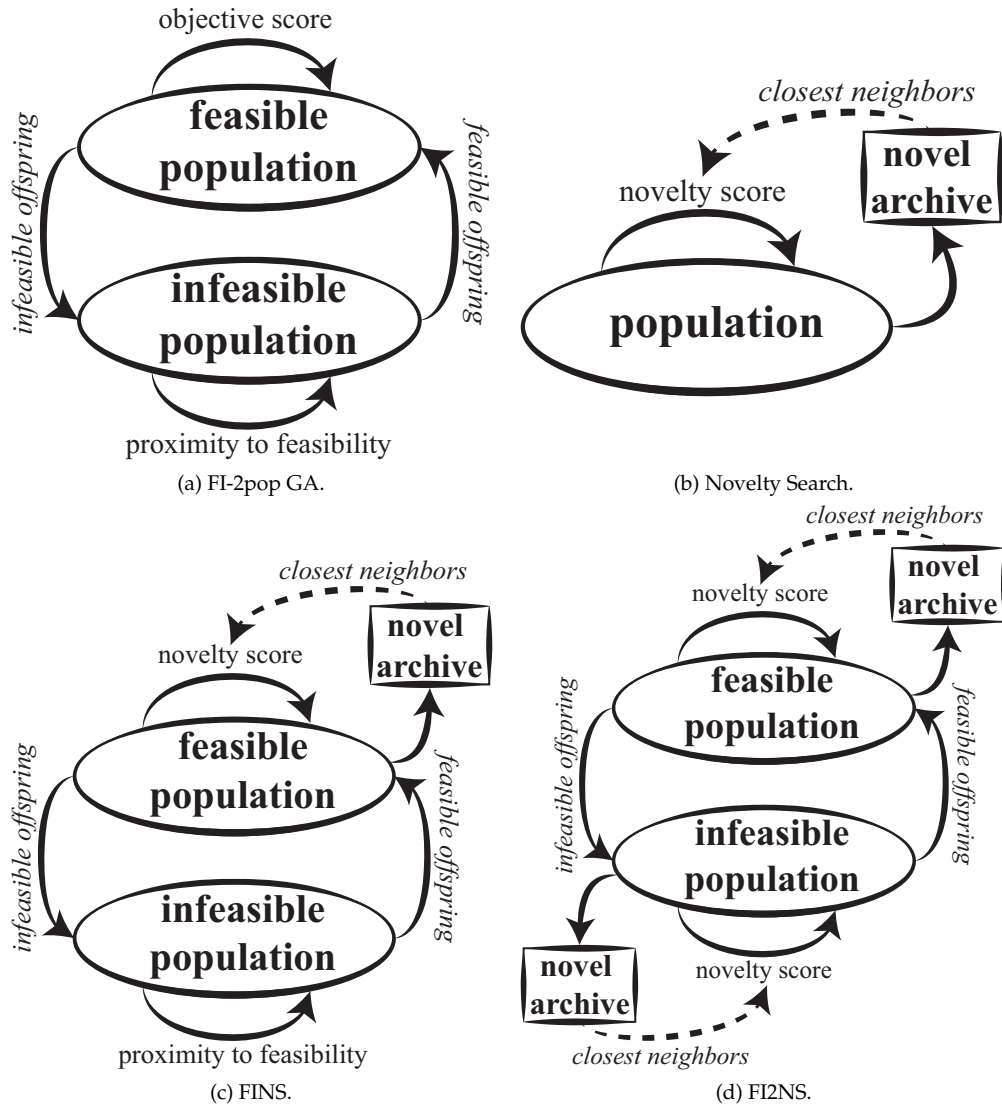 objective score
feasible
population
infeasible offspring
feasible offspring
infeasible
population
proximity to feasibility
(a) FI-2pop GA.
closest neighbors
novel
archive
novelty score
population
(b) Novelty Search.
closest neighbors
novel
archive
novelty score
feasible
population
infeasible offspring
feasible offspring
infeasible
population
proximity to feasibility
(c) FINS.
closest neighbors
novel
archive
novelty score
feasible
population
infeasible offspring
feasible offspring
infeasible
population
novel
archive
novelty score
closest neighbors
(d) FI2NS.